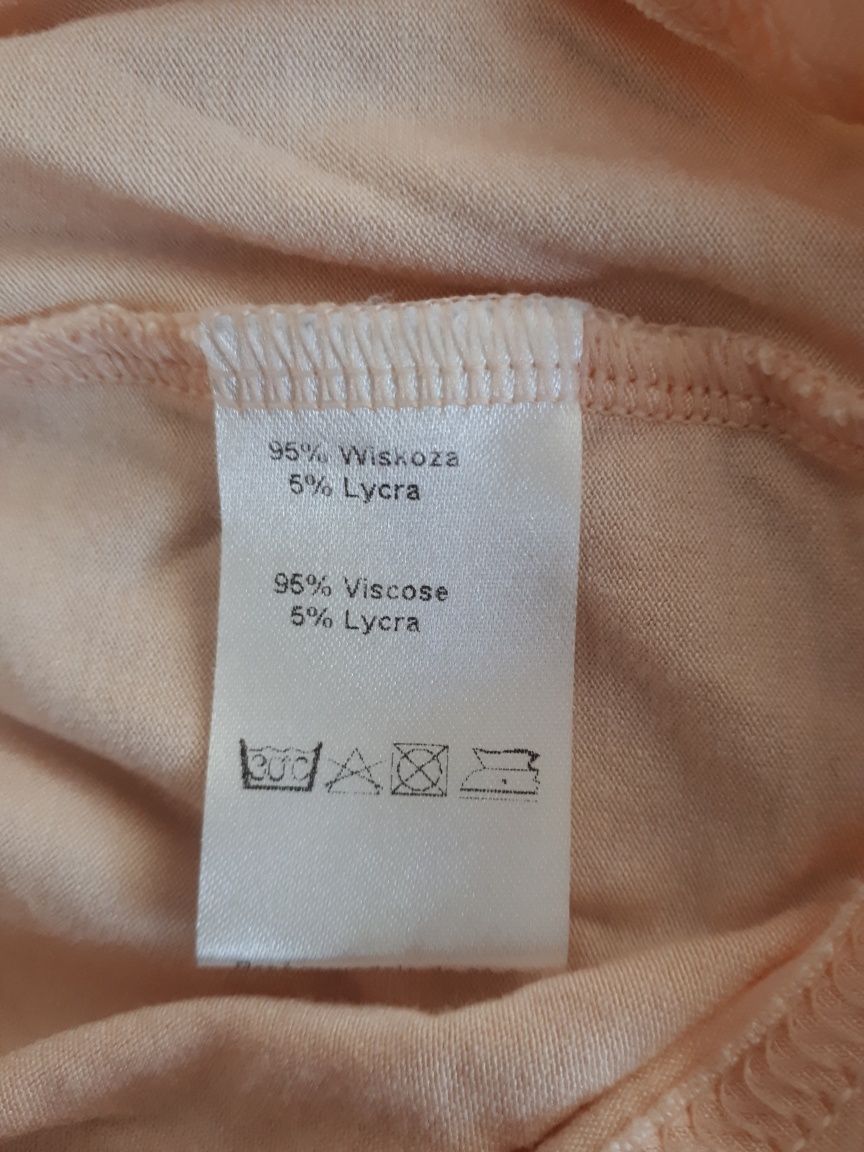 95% Wiskoza
5% Lycra
95% Viscose
5% Lycra
30°C